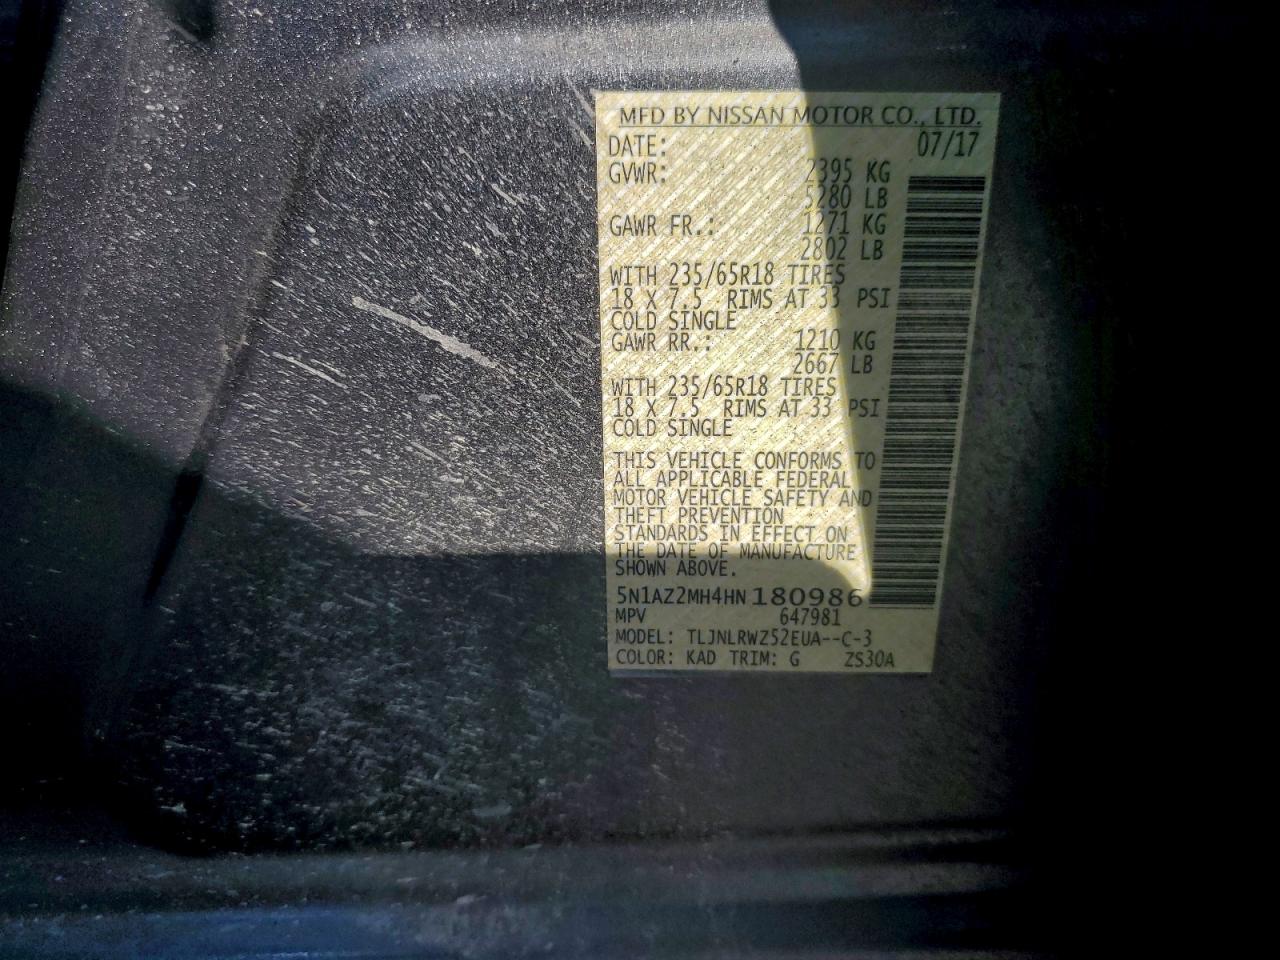 MFD BY NISSAN MOTOR CO., LTD.
DATE: 07/17
GVWR: 2395 KG
5280 LB
GAWR FR.: 1271 KG
2802 LB
WITH 235/65R18 TIRES
18 X 7.5 RIMS AT 33 PSI
COLD SINGLE
GAWR RR.: 1210 KG
2667 LB
WITH 235/65R18 TIRES
18 X 7.5 RIMS AT 33 PSI
COLD SINGLE
THIS VEHICLE CONFORMS TO
ALL APPLICABLE FEDERAL
MOTOR VEHICLE SAFETY AND
THEFT PREVENTION
STANDARDS IN EFFECT ON
THE DATE OF MANUFACTURE
SHOWN ABOVE.
5N1AZ2MH4HN180986
MPV 647981
MODEL: TLJNLRWZ52EUA--C-3
COLOR: KAD TRIM: G ZS30A